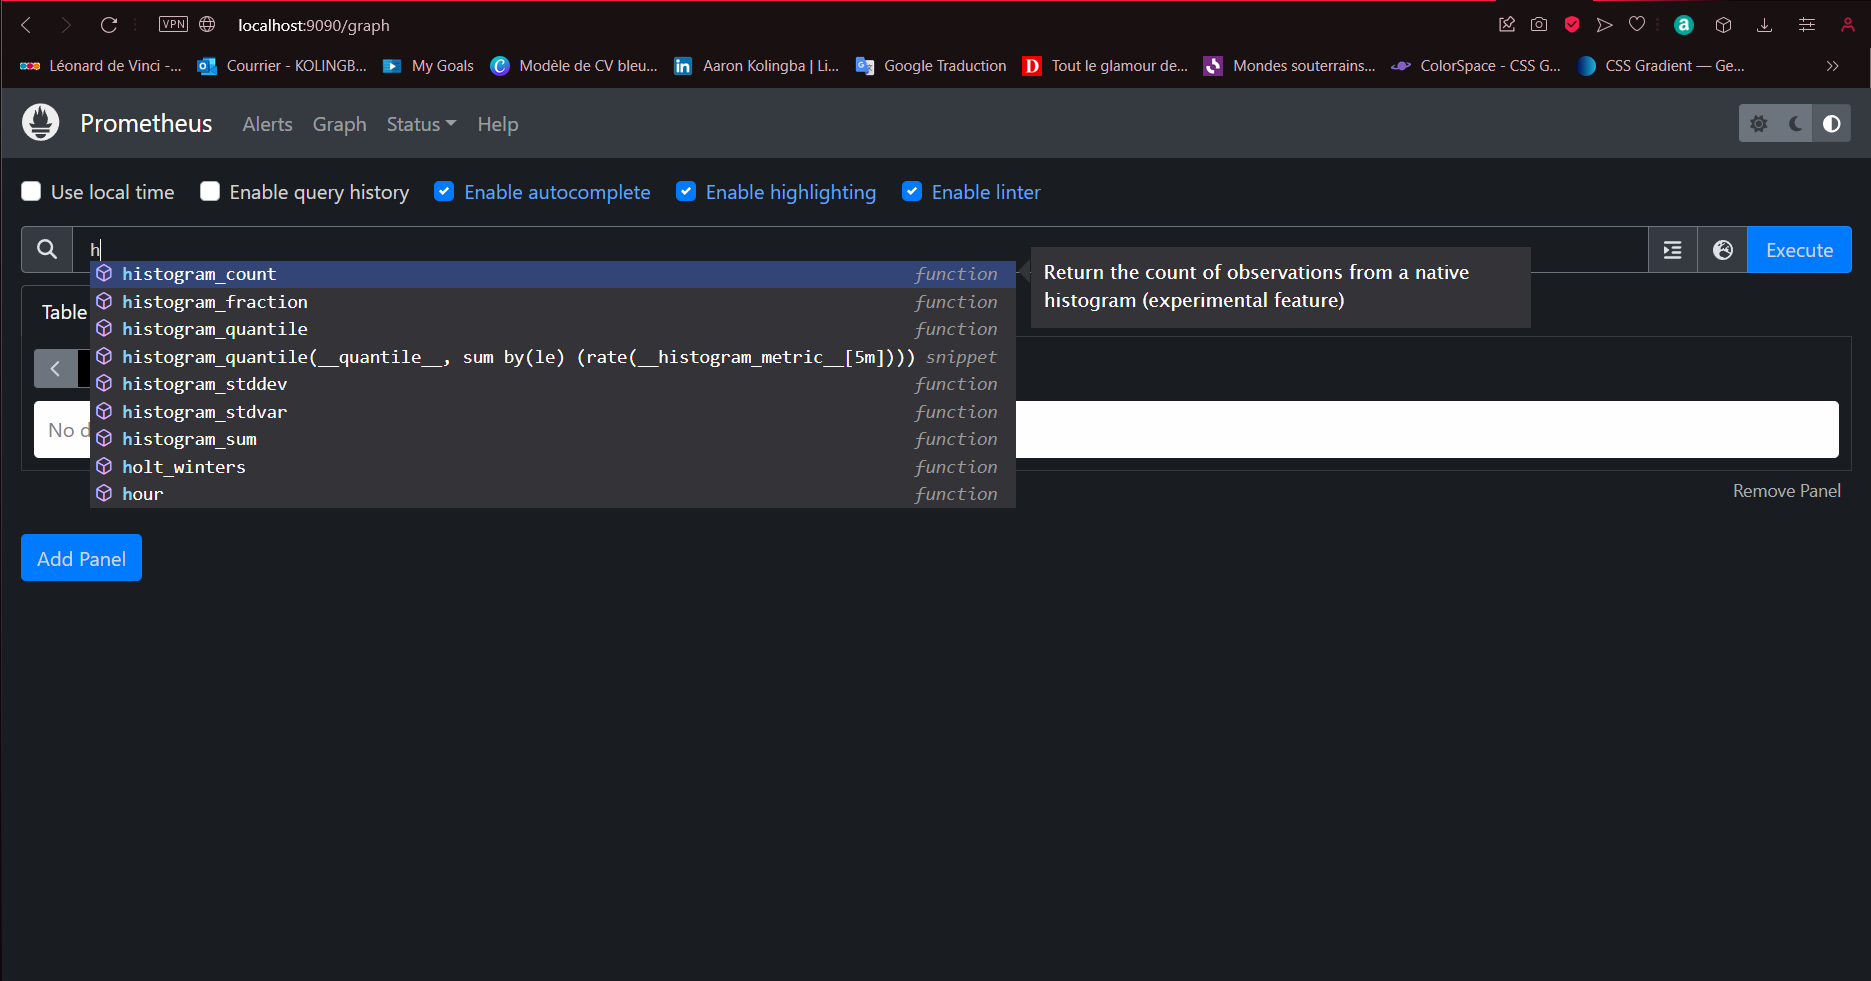 VPN localhost:9090/graph
Léonard de Vinci -... Courrier - KOLINGB... My Goals Modèle de CV bleu... Aaron Kolingba | Li... Google Traduction Tout le glamour de... Mondes souterrains... ColorSpace - CSS G... CSS Gradient — Ge...
Prometheus Alerts Graph Status Help
Use local time Enable query history Enable autocomplete Enable highlighting Enable linter
h Execute
histogram_count function
Return the count of observations from a native
histogram (experimental feature)
histogram_fraction function
Table
histogram_quantile function
histogram_quantile(__quantile__, sum by(le) (rate(__histogram_metric__[5m]))) snippet
histogram_stddev function
histogram_stdvar function
No d
histogram_sum function
holt_winters function
hour function
Remove Panel
Add Panel